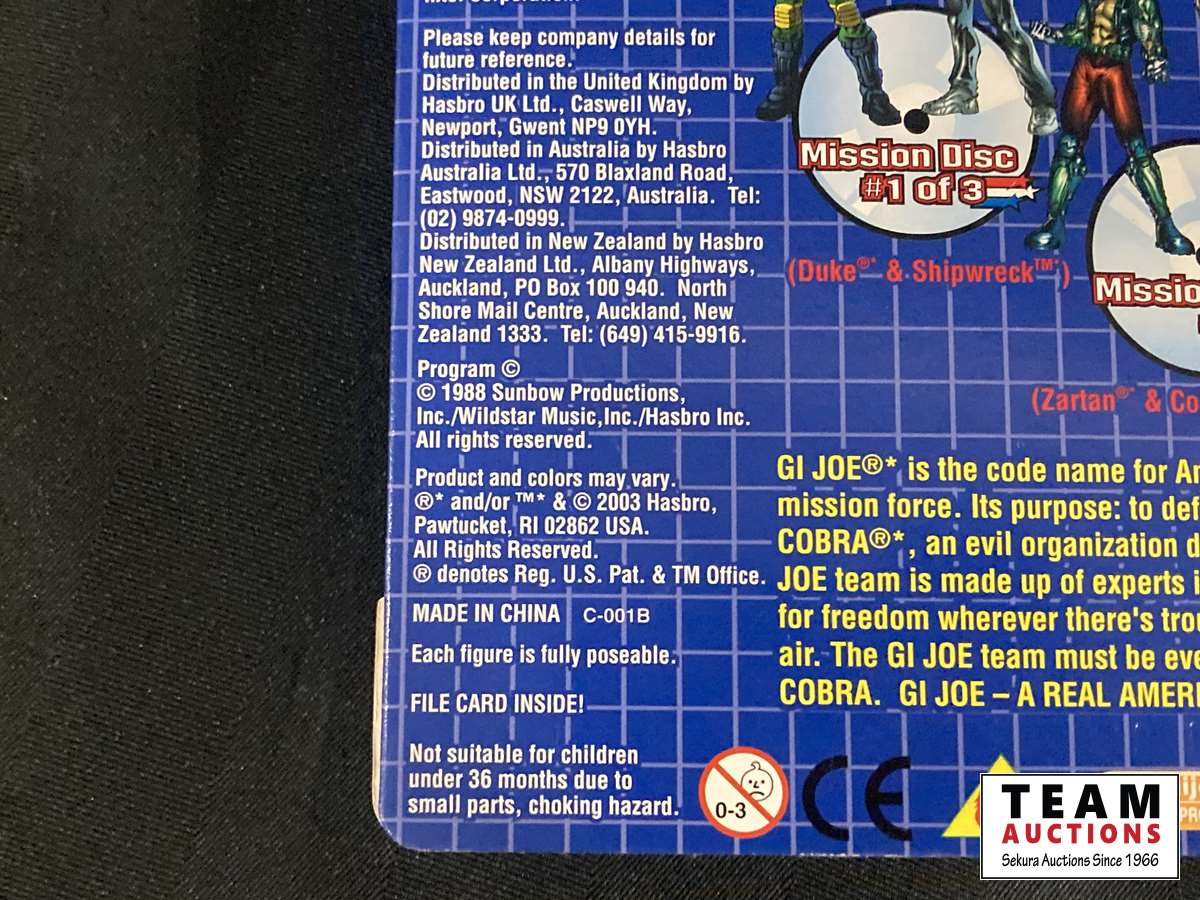 Please keep company details for
future reference.
Distributed in the United Kingdom by
Hasbro UK Ltd., Caswell Way,
Newport, Gwent NP9 0YH.
Distributed in Australia by Hasbro
Australia Ltd., 570 Blaxland Road,
Eastwood, NSW 2122, Australia. Tel:
(02) 9874-0999.
Distributed in New Zealand by Hasbro
New Zealand Ltd., Albany Highways,
Auckland, PO Box 100 940. North
Shore Mail Centre, Auckland, New
Zealand 1333. Tel: (649) 415-9916.
Program ©
© 1988 Sunbow Productions,
Inc./Wildstar Music,Inc./Hasbro Inc.
All rights reserved.
Product and colors may vary.
®* and/or ™* & © 2003 Hasbro,
Pawtucket, RI 02862 USA.
All Rights Reserved.
® denotes Reg. U.S. Pat. & TM Office.
MADE IN CHINA C-001B
Each figure is fully poseable.
FILE CARD INSIDE!
Not suitable for children
under 36 months due to
small parts, choking hazard.
0-3
CE
Mission Disc
#1 of 3
(Duke®* & Shipwreck™*)
Missio
(Zartan®* & Co
GI JOE®* is the code name for A
mission force. Its purpose: to def
COBRA®*, an evil organization d
JOE team is made up of experts i
for freedom wherever there's trou
air. The GI JOE team must be eve
COBRA. GI JOE – A REAL AMERI
TEAM
AUCTIONS
Sekura Auctions Since 1966